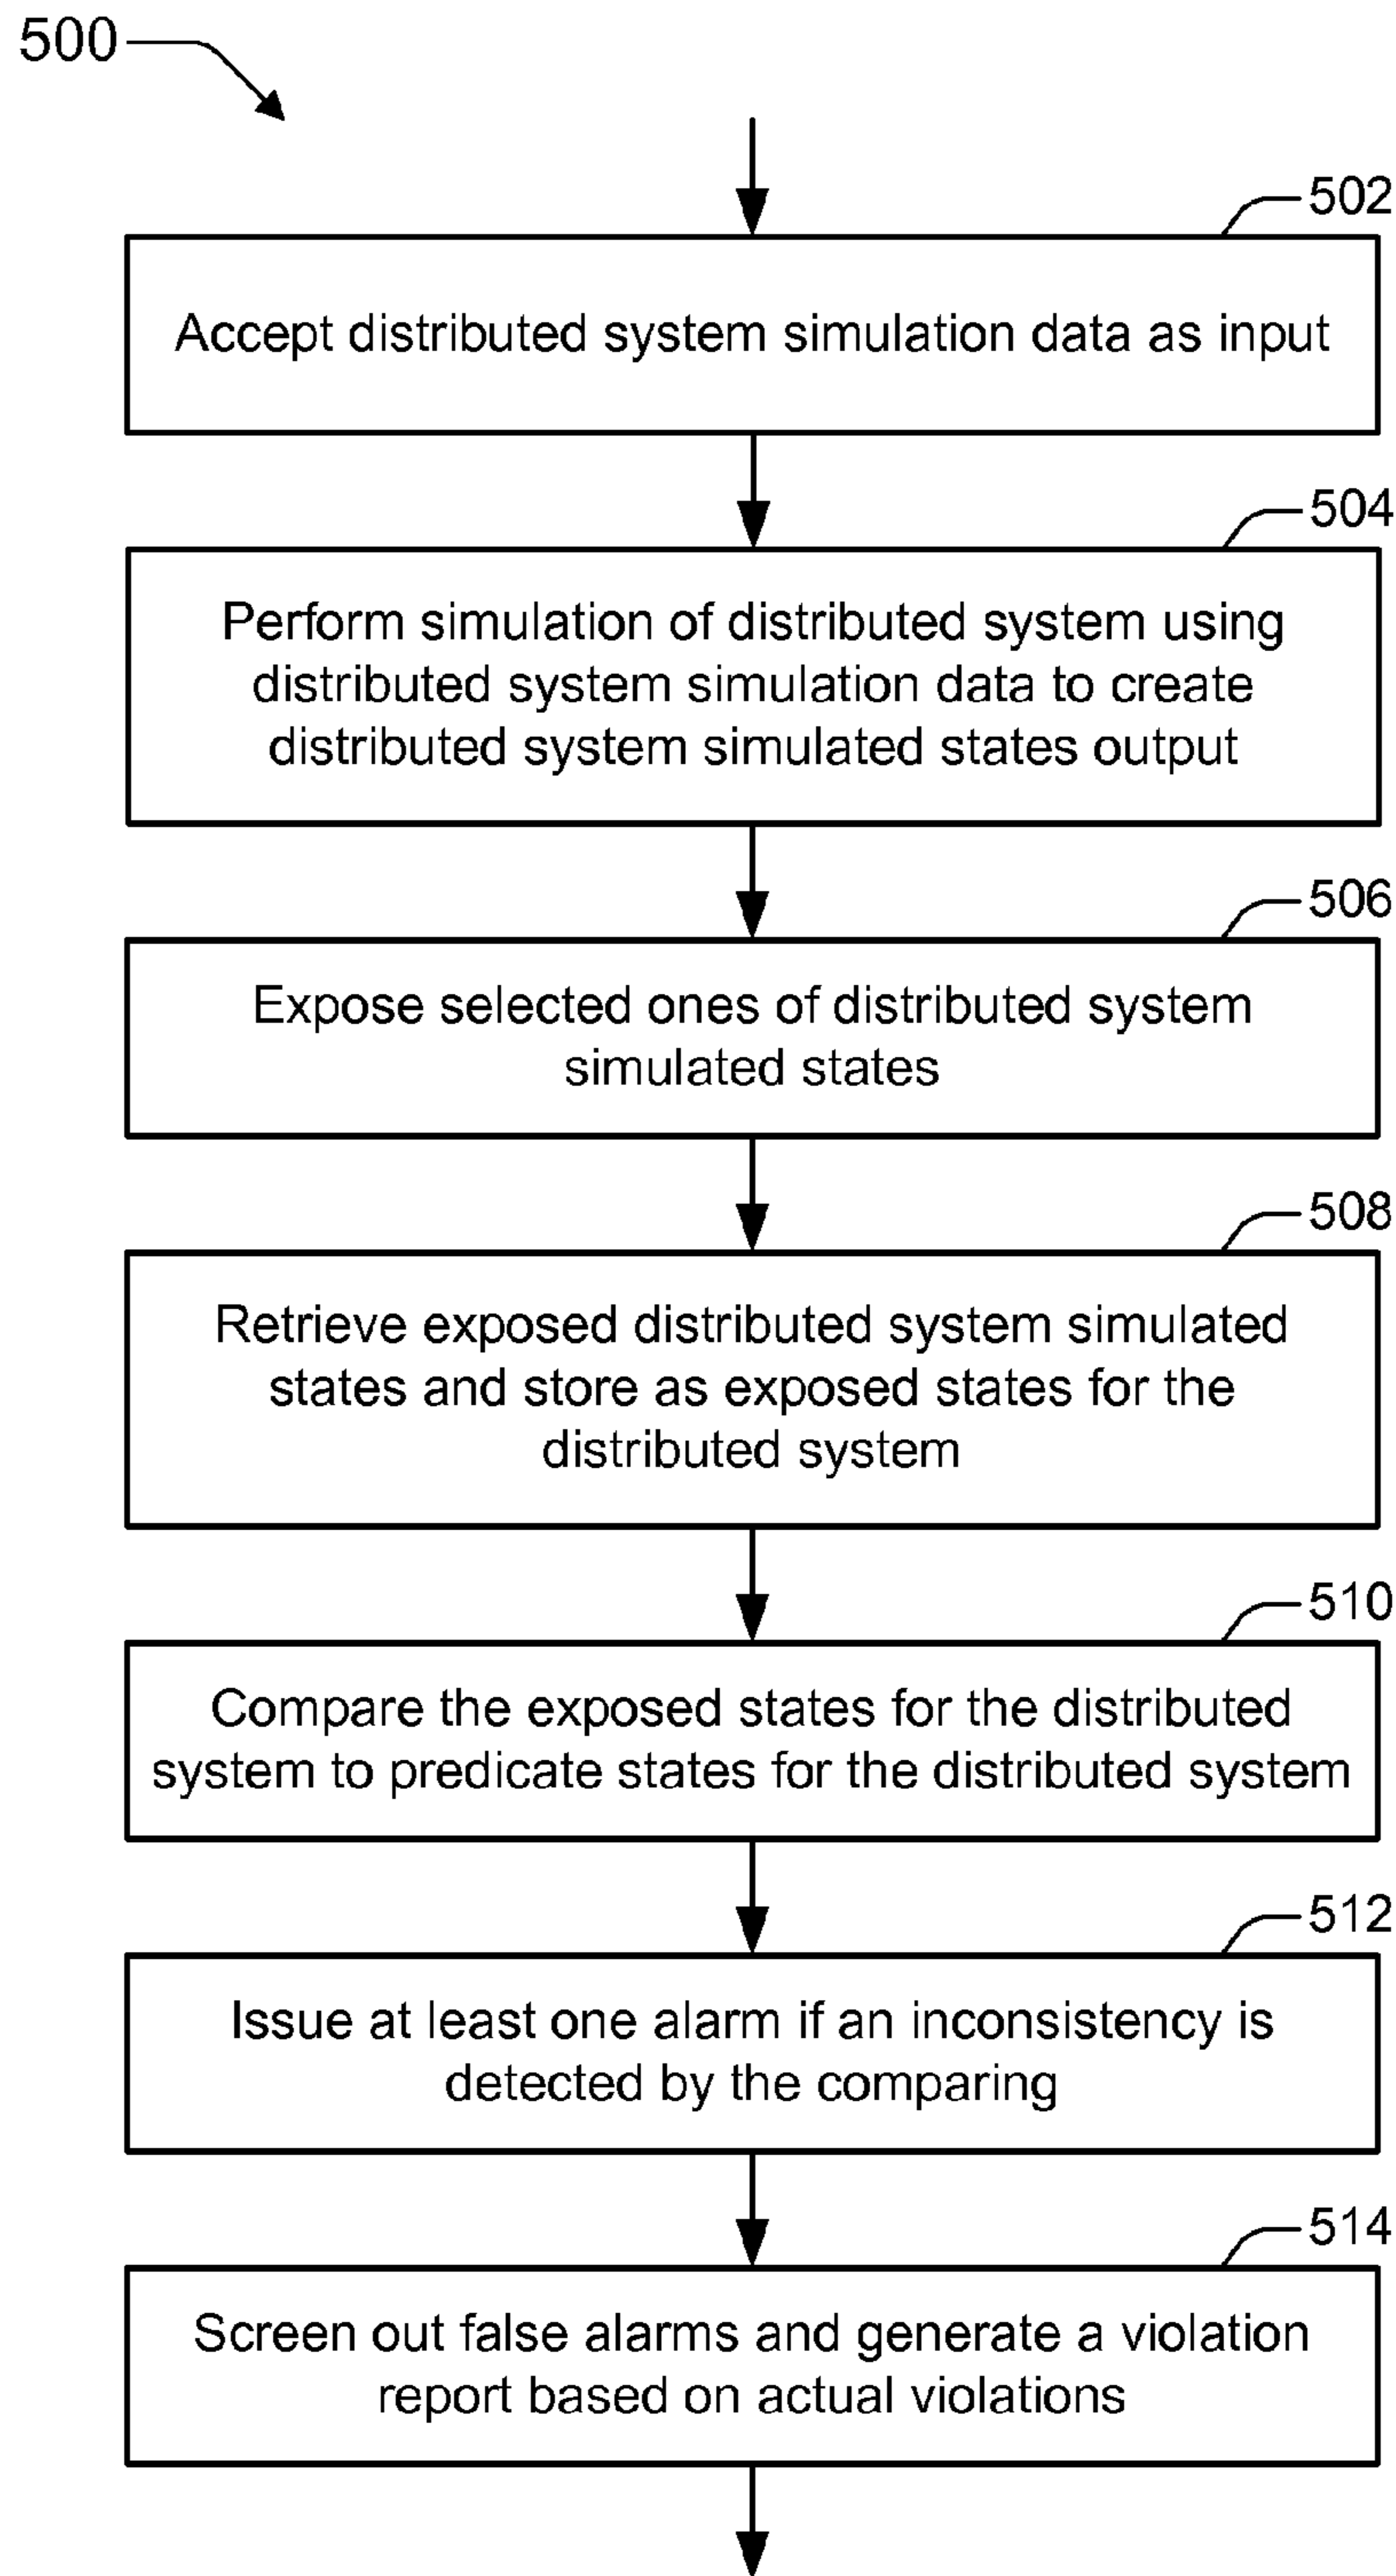 500
502
Accept distributed system simulation data as input
504
Perform simulation of distributed system using
distributed system simulation data to create
distributed system simulated states output
506
Expose selected ones of distributed system
simulated states
508
Retrieve exposed distributed system simulated
states and store as exposed states for the
distributed system
510
Compare the exposed states for the distributed
system to predicate states for the distributed system
512
Issue at least one alarm if an inconsistency is
detected by the comparing
514
Screen out false alarms and generate a violation
report based on actual violations